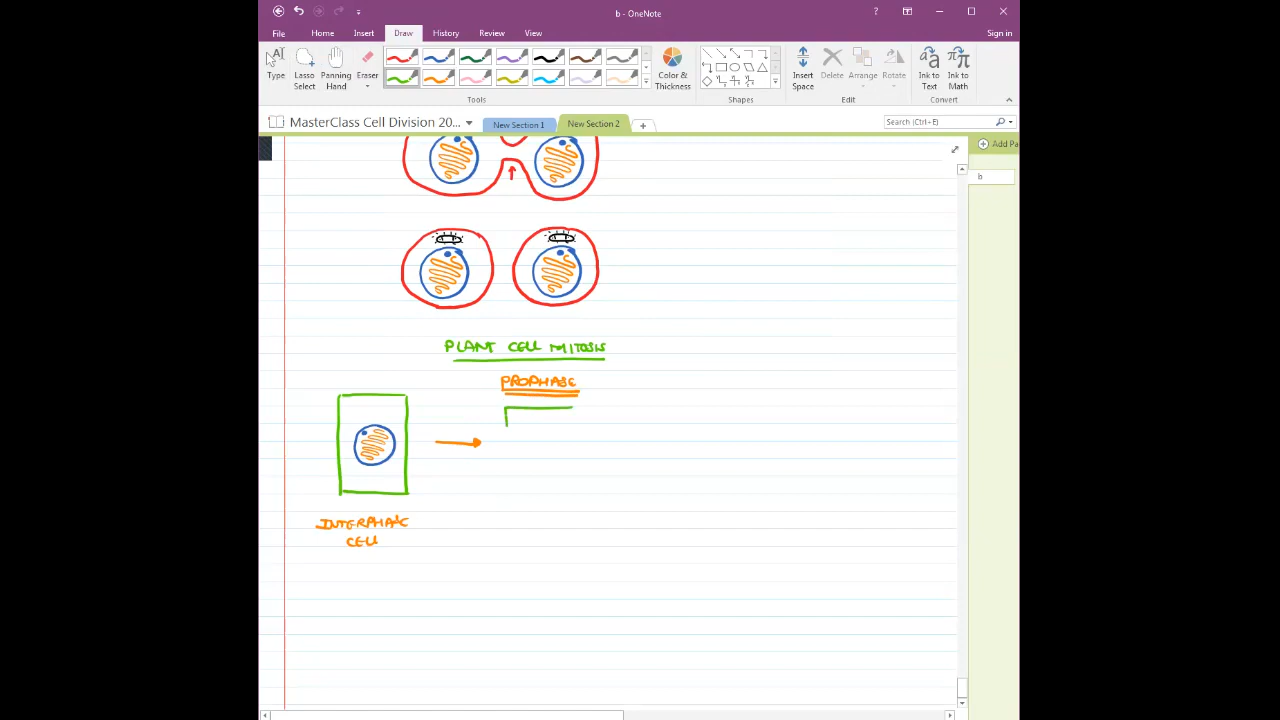 b - OneNote
? 
Sign in
File Home Insert Draw History Review View
Type Lasso Select Panning Hand Eraser Color & Thickness Insert Space Delete Arrange Rotate Ink to Text Ink to Math
Tools Shapes Edit Convert
MasterClass Cell Division 20... New Section 1 New Section 2 Search (Ctrl+E)
Add Pa
b
PLANT CELL MITOSIS
PROPHASE
INTERPHASIC
CELL